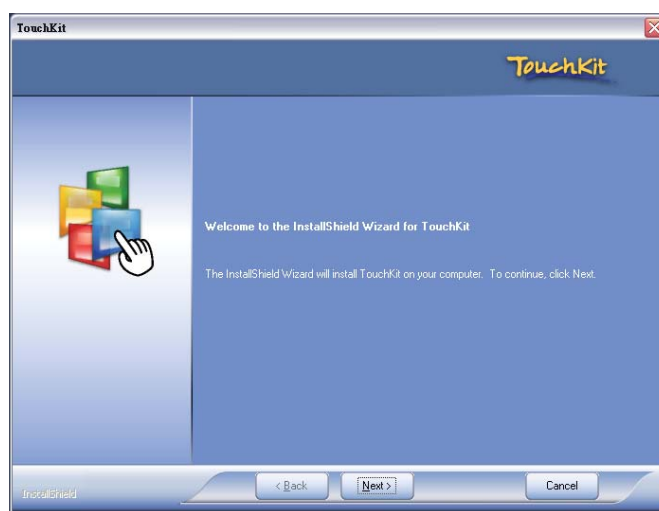 TouchKit
TouchKit
Welcome to the InstallShield Wizard for TouchKit
The InstallShield Wizard will install TouchKit on your computer. To continue, click Next.
InstallShield
< Back
Next >
Cancel